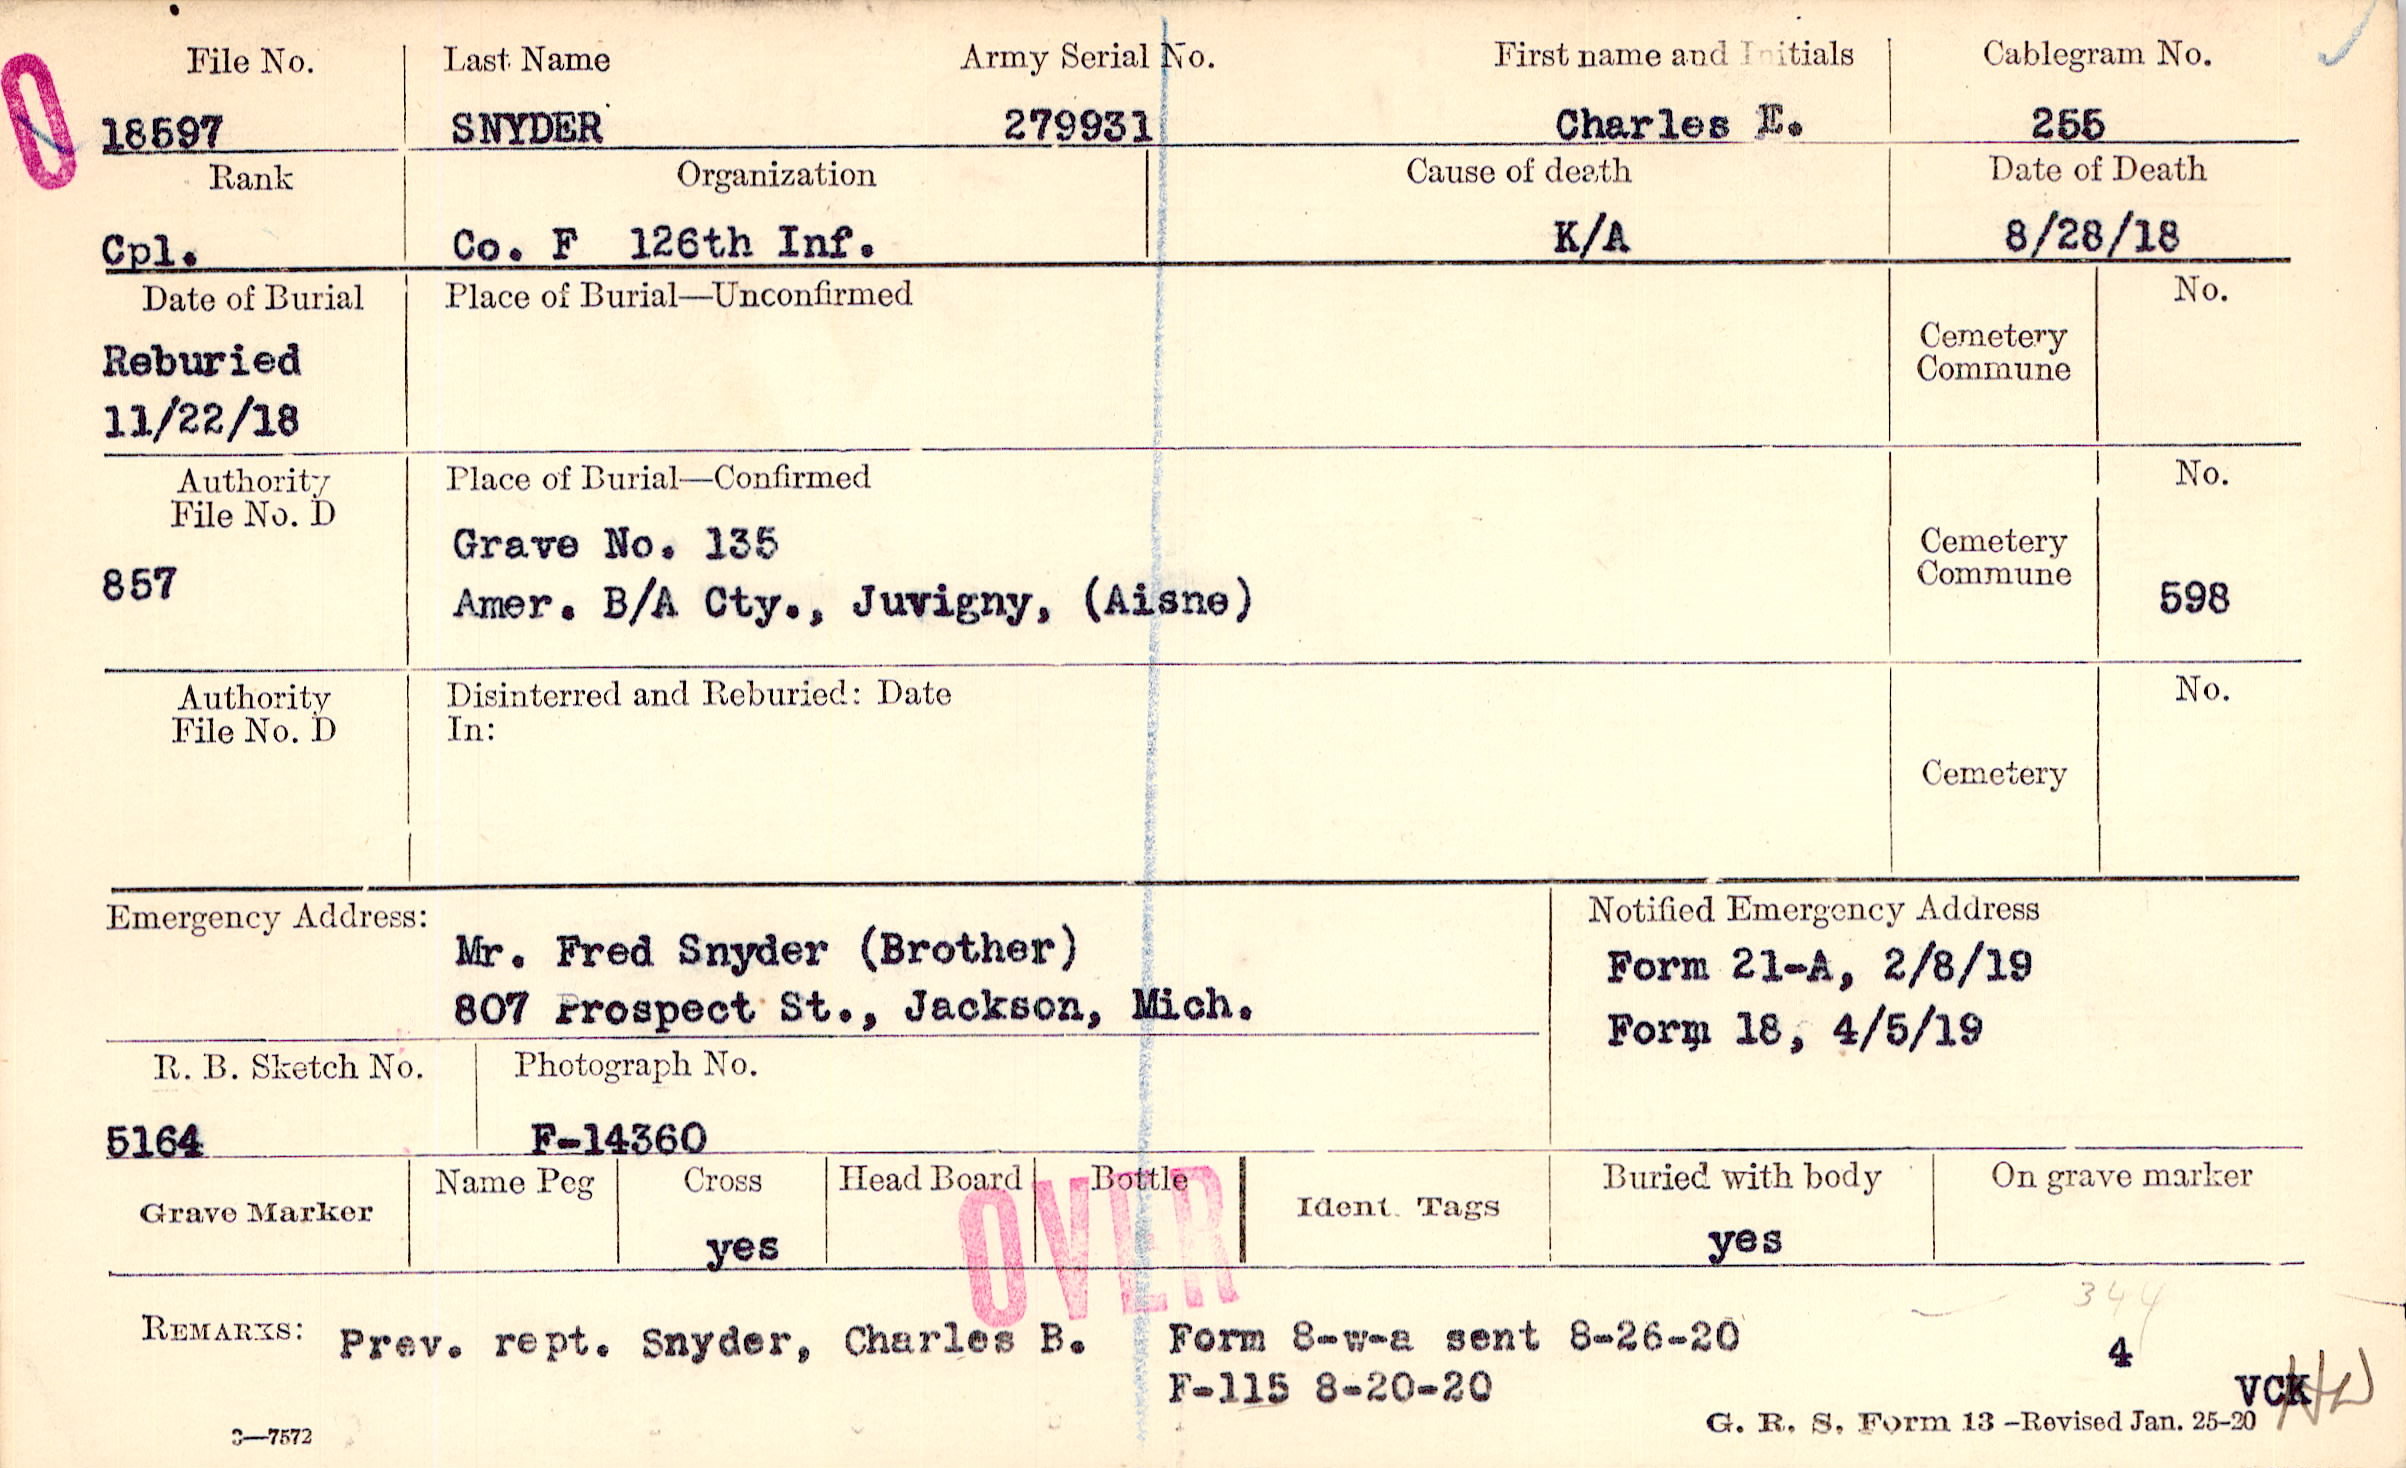 File No. Last Name Army Serial No. First name and Initials Cablegram No.
18597 SNYDER 279931 Charles E. 255
Rank Organization Cause of death Date of Death
Cpl. Co. F 126th Inf. K/A 8/28/18
Date of Burial Place of Burial—Unconfirmed No.
Cemetery
Commune
Reburied
11/22/18
Authority Place of Burial—Confirmed No.
File No. D
857
Grave No. 135
Amer. B/A Cty., Juvigny, (Aisne)
Cemetery
Commune
598
Authority Disinterred and Reburied: Date No.
File No. D In:
Cemetery
Emergency Address:
Mr. Fred Snyder (Brother)
807 Prospect St., Jackson, Mich.
Notified Emergency Address
Form 21-A, 2/8/19
Form 18, 4/5/19
R. B. Sketch No. Photograph No.
5164 F-14360
Grave Marker Name Peg Cross Head Board Bottle Ident. Tags Buried with body On grave marker
yes yes
OVER
344
REMARKS: Prev. rept. Snyder, Charles B. Form 8-w-a sent 8-26-20 4
F-115 8-20-20 VCK
3—7572 G. R. S. Form 13 –Revised Jan. 25–20